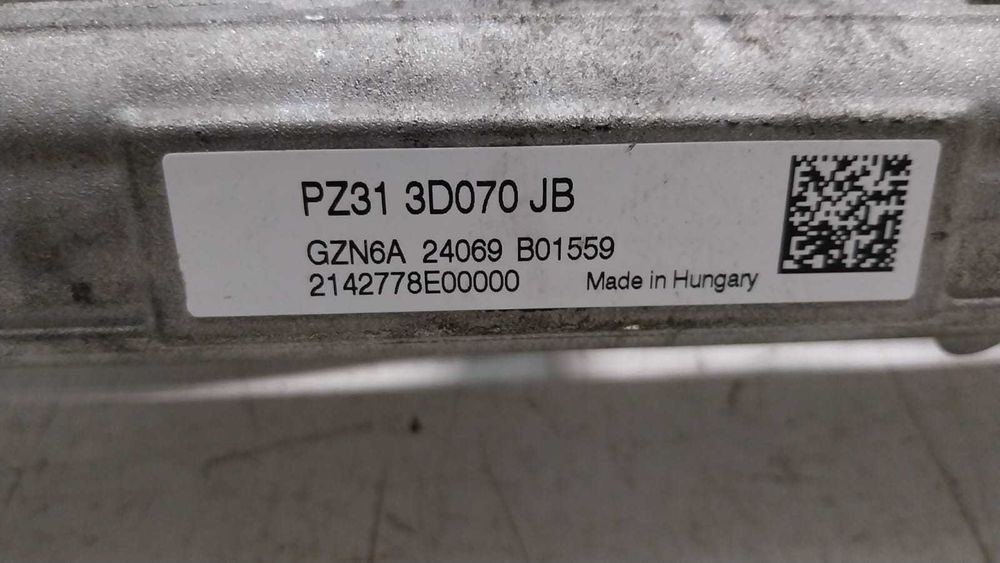 PZ31 3D070 JB
GZN6A 24069 B01559
2142778E00000 Made in Hungary